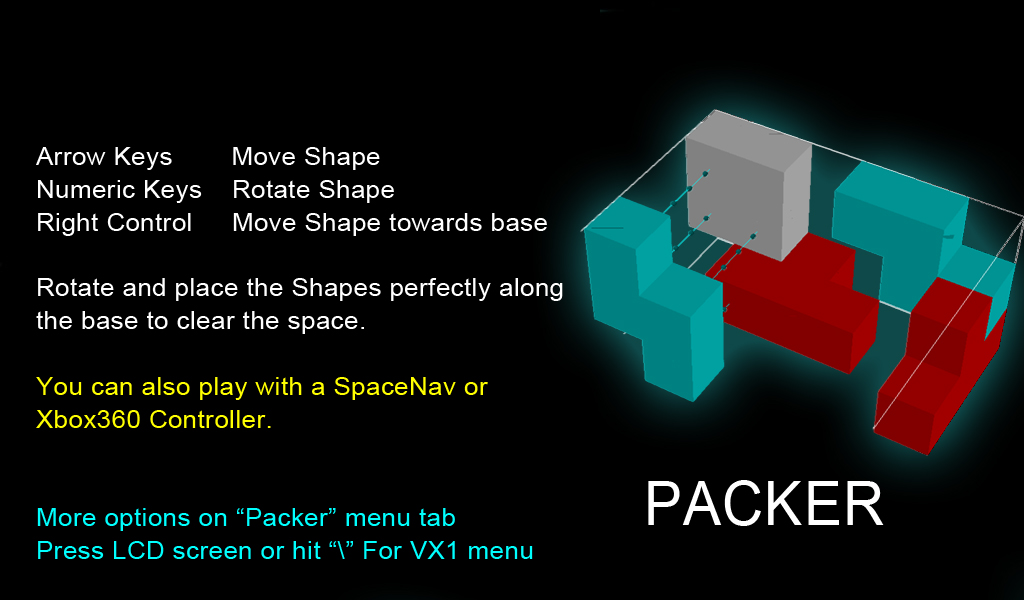 Arrow Keys Move Shape
Numeric Keys Rotate Shape
Right Control Move Shape towards base
Rotate and place the Shapes perfectly along
the base to clear the space.
You can also play with a SpaceNav or
Xbox360 Controller.
PACKER
More options on “Packer” menu tab
Press LCD screen or hit “\” For VX1 menu